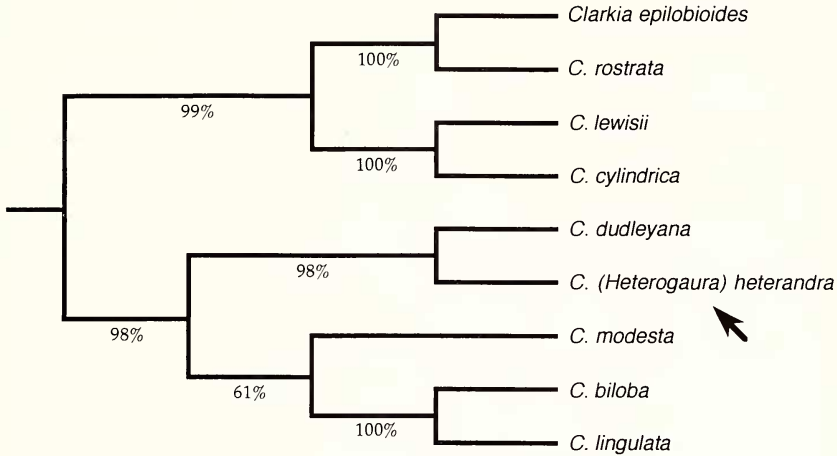 Clarkia epilobioides
100%
C. rostrata
99%
C. lewisii
100%
C. cylindrica
C. dudleyana
98%
C. (Heterogaura) heterandra
98%
C. modesta
61%
C. biloba
100%
C. lingulata